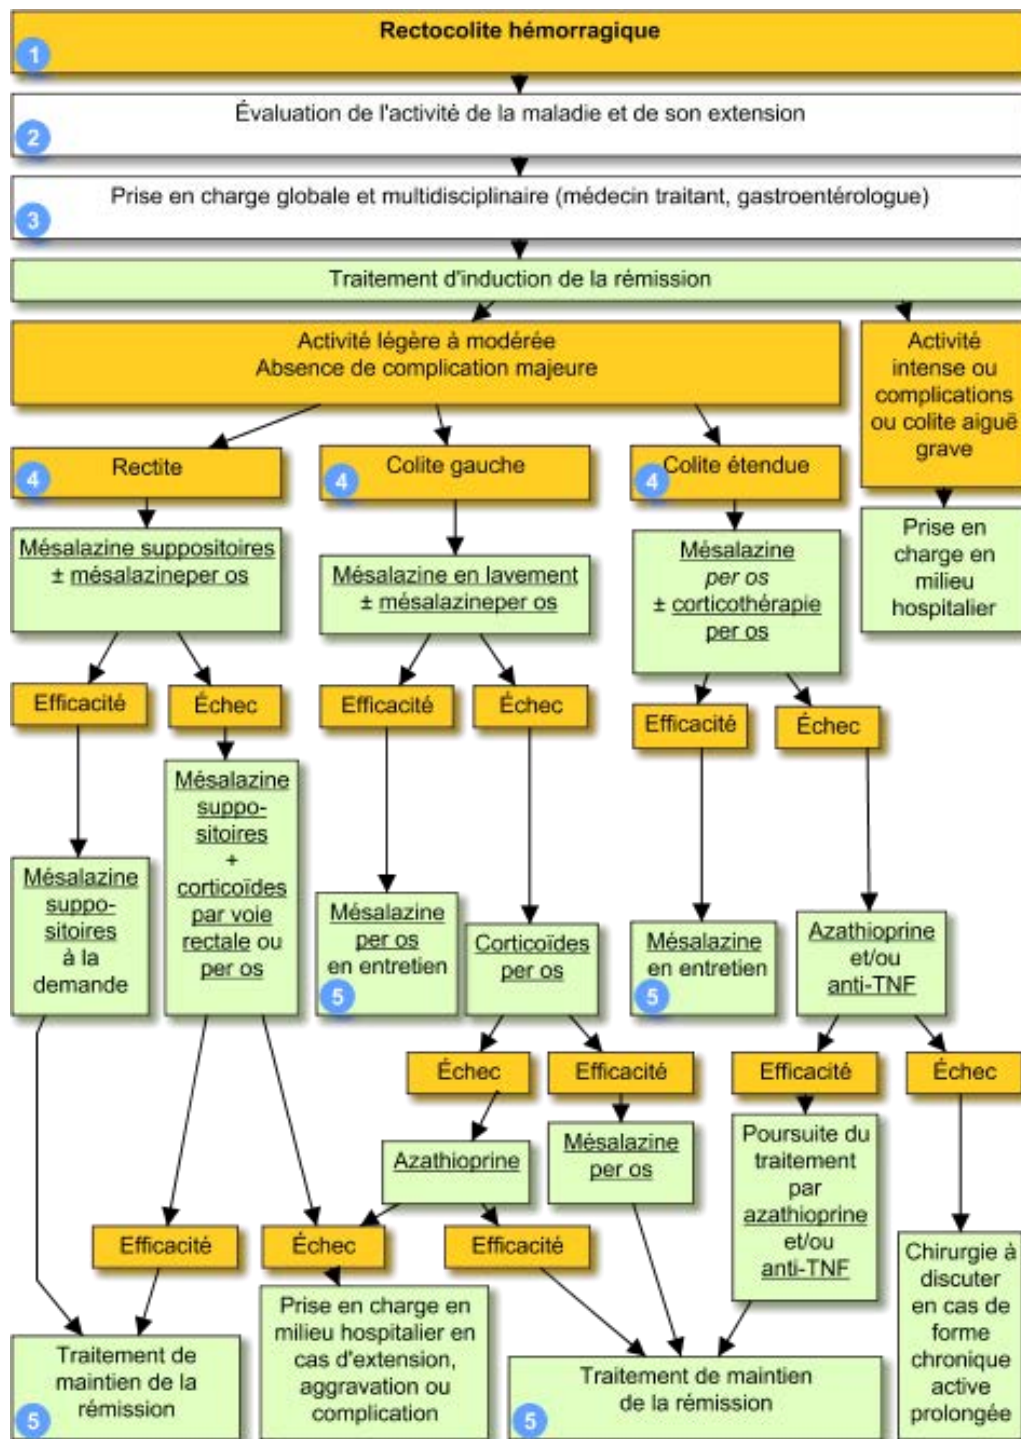 Rectocolite hémorragique
1
Évaluation de l'activité de la maladie et de son extension
2
Prise en charge globale et multidisciplinaire (médecin traitant, gastroentérologue)
3
Traitement d'induction de la rémission
Activité légère à modérée
Absence de complication majeure
Activité
intense ou
complications
ou colite aiguë
grave
Prise en
charge en
milieu
hospitalier
4
Rectite
4
Colite gauche
4
Colite étendue
Mésalazine suppositoires
± mésalazineper os
Mésalazine en lavement
± mésalazineper os
Mésalazine
per os
± corticothérapie
per os
Efficacité
Échec
Efficacité
Échec
Efficacité
Échec
Mésalazine
suppo-
sitoires
à la
demande
Mésalazine
suppo-
sitoires
+
corticoïdes
par voie
rectale ou
per os
Mésalazine
per os
en entretien
5
Corticoïdes
per os
Mésalazine
en entretien
5
Azathioprine
et/ou
anti-TNF
Échec
Efficacité
Efficacité
Échec
Azathioprine
Mésalazine
per os
Poursuite du
traitement
par
azathioprine
et/ou
anti-TNF
Efficacité
Échec
Efficacité
Chirurgie à
discuter
en cas de
forme
chronique
active
prolongée
Traitement de
maintien de la
rémission
5
Prise en charge en
milieu hospitalier en
cas d'extension,
aggravation ou
complication
Traitement de maintien
de la rémission
5